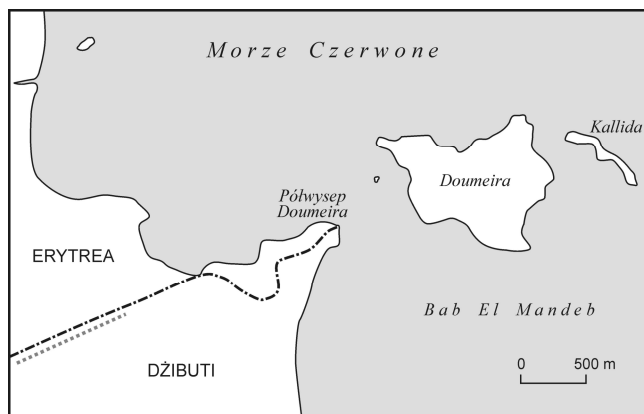 Morze Czerwone
Kallida
Doumeira
Półwysep
Doumeira
ERYTREA
Bab El Mandeb
DŻIBUTI
0 500 m